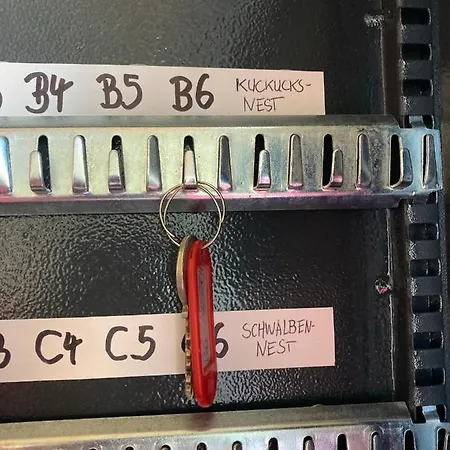 B4 B5 B6 KUCKUCKS-
NEST
C4 C5 SCHWALBEN-
NEST